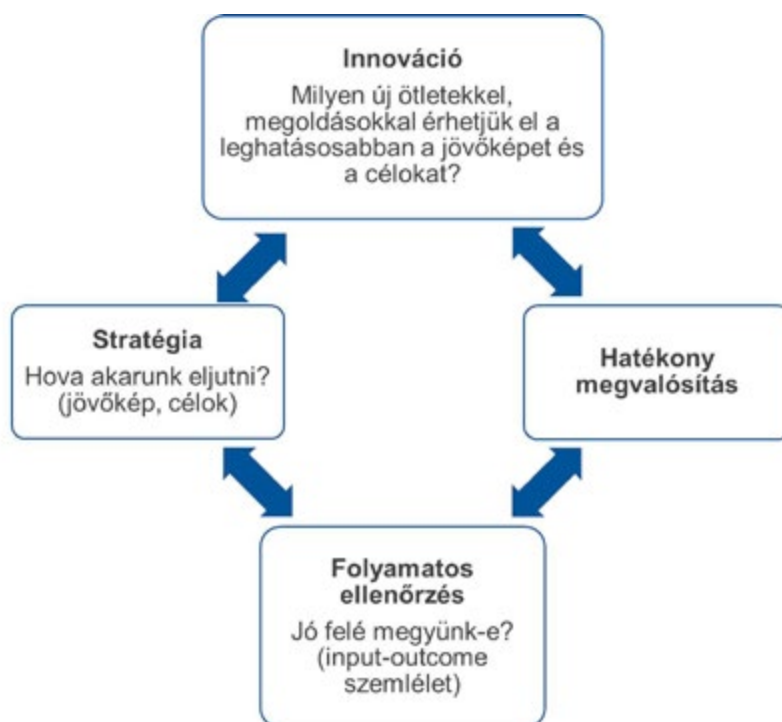 Innováció
Milyen új ötletekkel,
megoldásokkal érhetjük el a
leghatásosabban a jövőképet és
a célokat?
Stratégia
Hova akarunk eljutni?
(jövőkép, célok)
Hatékony
megvalósítás
Folyamatos
ellenőrzés
Jó felé megyünk-e?
(input-outcome
szemlélet)